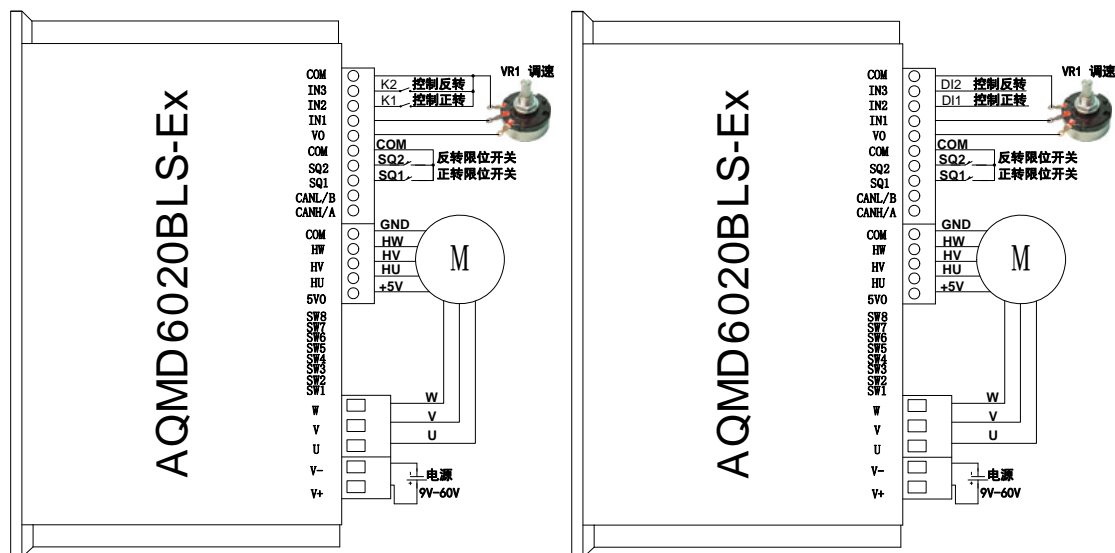 AQMD6020BLS-Ex
COM
IN3
IN2
IN1
VO
COM
SQ2
SQ1
CANL/B
CANH/A
COM
HW
HV
HU
5VO
SW8
SW7
SW6
SW5
SW4
SW3
SW2
SW1
W
V
U
V-
V+
K2 控制反转
K1 控制正转
VR1 调速
COM
SQ2 反转限位开关
SQ1 正转限位开关
GND
HW
HV
HU
+5V
M
W
V
U
电源
9V-60V
AQMD6020BLS-Ex
COM
IN3
IN2
IN1
VO
COM
SQ2
SQ1
CANL/B
CANH/A
COM
HW
HV
HU
5VO
SW8
SW7
SW6
SW5
SW4
SW3
SW2
SW1
W
V
U
V-
V+
DI2 控制反转
DI1 控制正转
VR1 调速
COM
SQ2 反转限位开关
SQ1 正转限位开关
GND
HW
HV
HU
+5V
M
W
V
U
电源
9V-60V